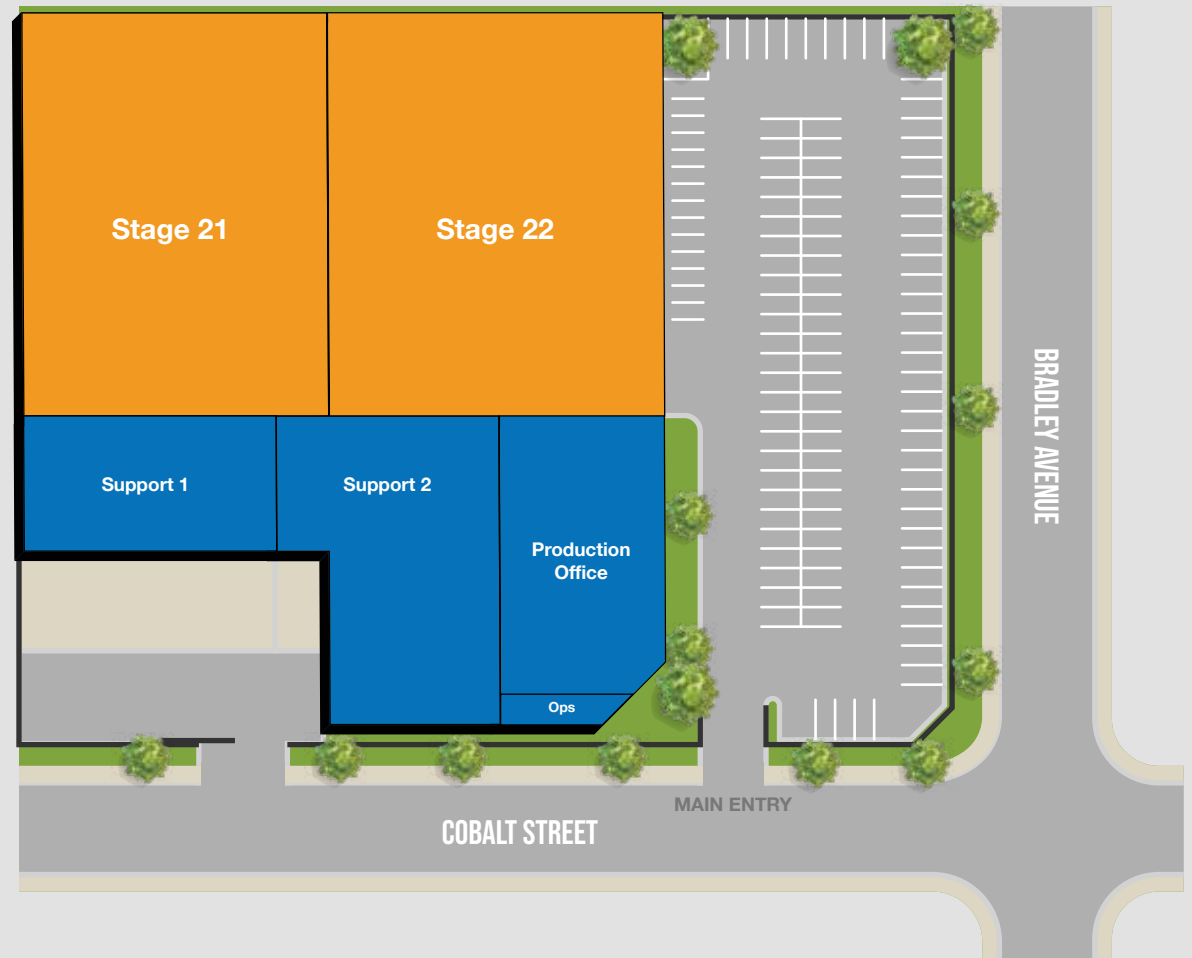 Stage 21
Stage 22
Support 1
Support 2
Production
Office
Ops
BRADLEY AVENUE
MAIN ENTRY
COBALT STREET